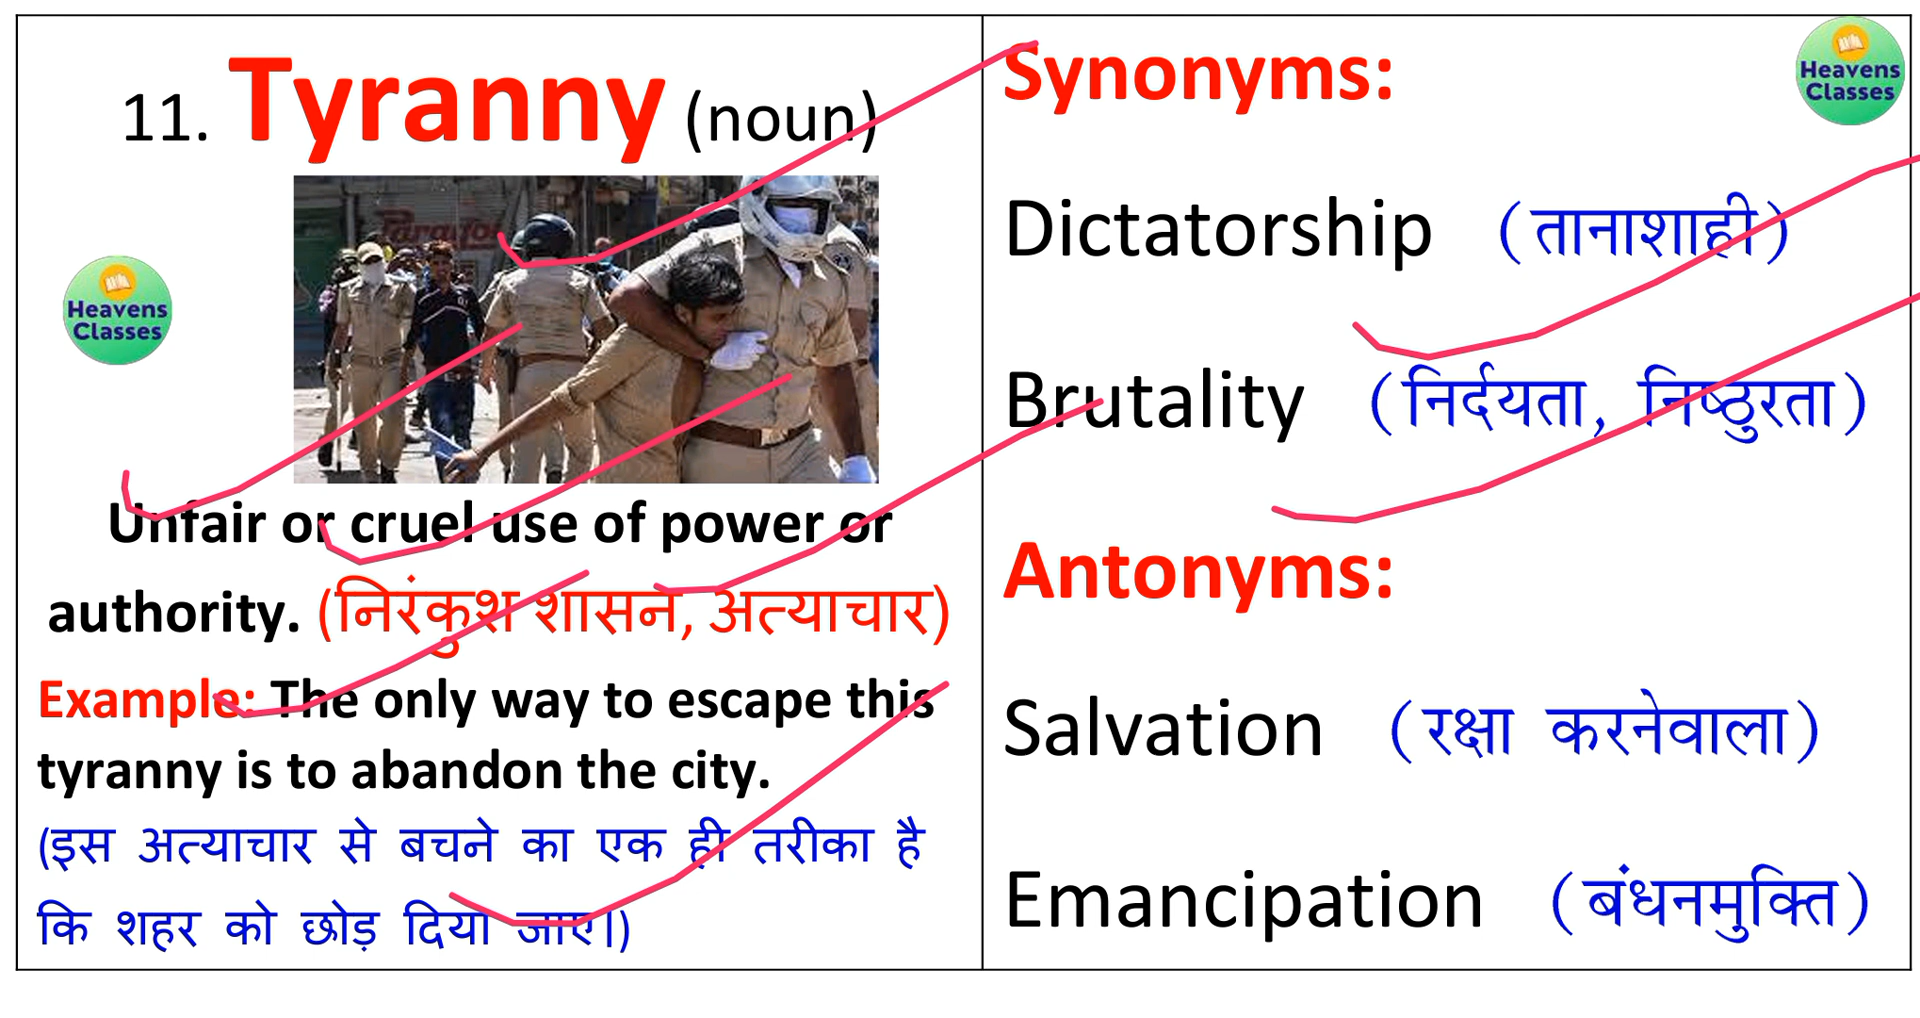 11. Tyranny (noun)
Heavens
Classes
Unfair or cruel use of power or
authority. (निरंकुश शासन, अत्याचार)
Example: The only way to escape this
tyranny is to abandon the city.
(इस अत्याचार से बचने का एक ही तरीका है
कि शहर को छोड़ दिया जाए।)
Synonyms:
Heavens
Classes
Dictatorship (तानाशाही)
Brutality (निर्दयता, निष्ठुरता)
Antonyms:
Salvation (रक्षा करनेवाला)
Emancipation (बंधनमुक्ति)